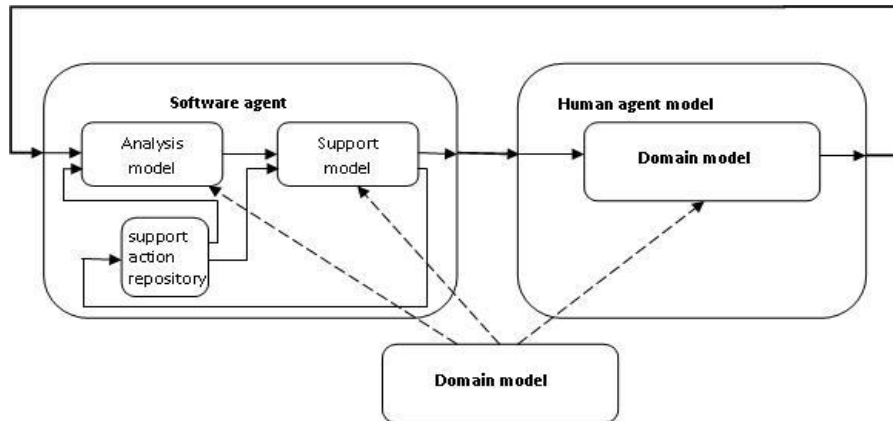 Software agent
Analysis
model
Support
model
support
action
repository
Human agent model
Domain model
Domain model